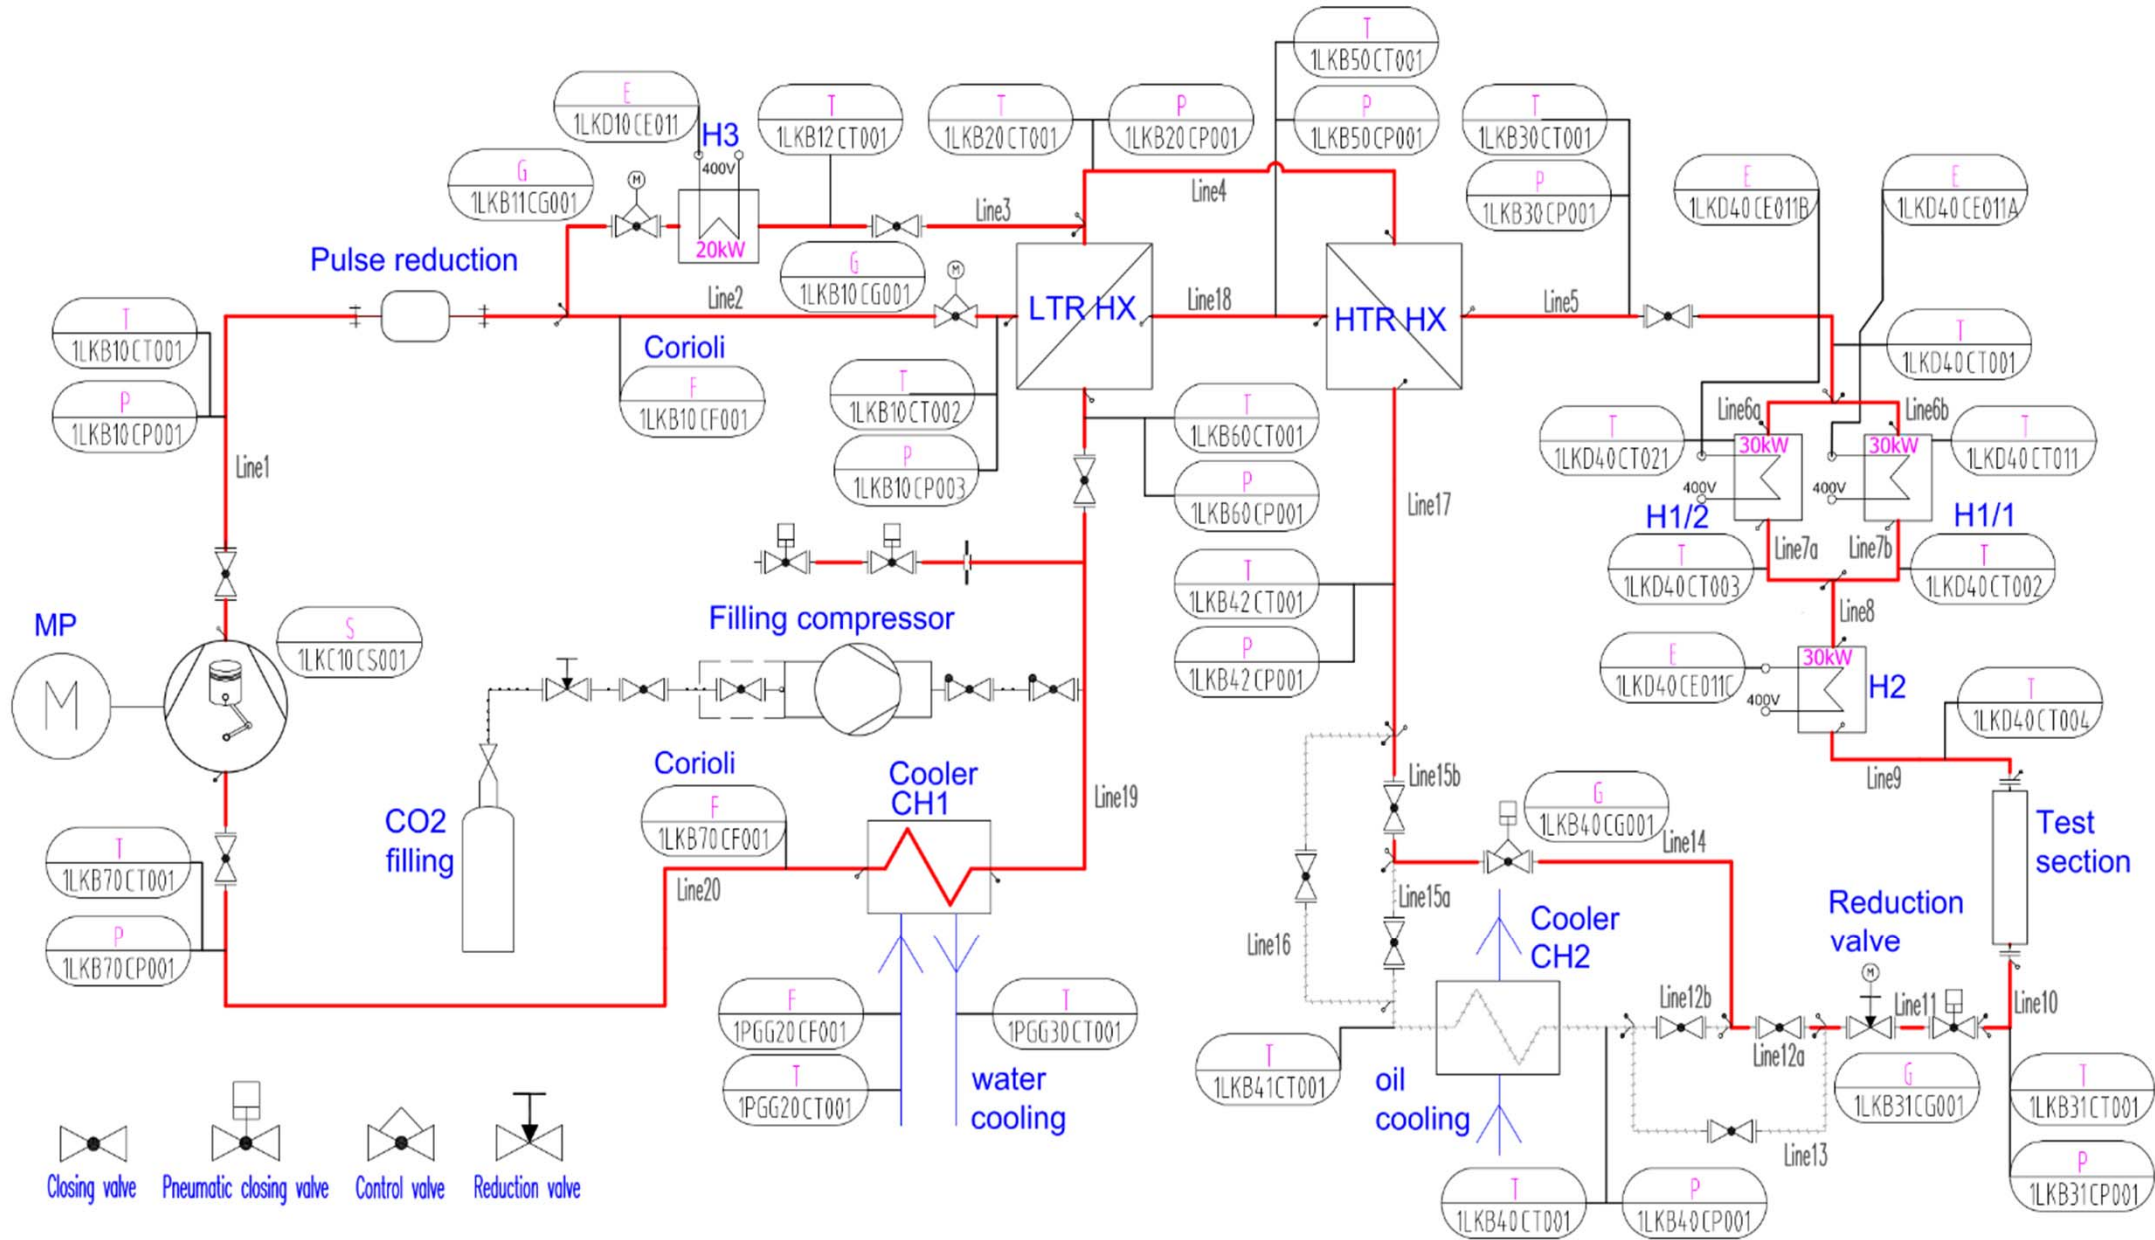 T
1LKB50CT001
P
1LKB50CP001
E
1LKD10CE011
H3
400V
20kW
T
1LKB12CT001
T
1LKB20CT001
P
1LKB20CP001
T
1LKB30CT001
P
1LKB30CP001
G
1LKB11CG001
E
1LKD40CE011B
E
1LKD40CE011A
Line4
Line3
Pulse reduction
G
1LKB10CG001
M
M
Line2
LTR HX
Line18
HTR HX
Line5
T
1LKB10CT001
P
1LKB10CP001
Corioli
F
1LKB10CF001
T
1LKB10CT002
P
1LKB10CP003
T
1LKB60CT001
P
1LKB60CP001
T
1LKD40CT001
Line6a
Line6b
T
1LKD40CT021
30kW
30kW
T
1LKD40CT011
400V
400V
H1/2
H1/1
Line1
Line17
Line7a
Line7b
T
1LKD40CT003
T
1LKD40CT002
T
1LKB42CT001
P
1LKB42CP001
Line8
MP
M
S
1LKC10CS001
Filling compressor
E
1LKD40CE011C
30kW
400V
H2
T
1LKD40CT004
Line9
CO2
filling
Corioli
F
1LKB70CF001
Cooler
CH1
Line19
Line20
Line15b
G
1LKB40CG001
Line14
Test
section
T
1LKB70CT001
P
1LKB70CP001
Line15a
Line16
Cooler
CH2
Reduction
valve
M
Line12b
Line11
Line10
Line12a
F
1PGG20CF001
T
1PGG20CT001
T
1PGG30CT001
water
cooling
T
1LKB41CT001
oil
cooling
G
1LKB31CG001
T
1LKB31CT001
P
1LKB31CP001
Line13
T
1LKB40CT001
P
1LKB40CP001
Closing valve
Pneumatic closing valve
Control valve
Reduction valve